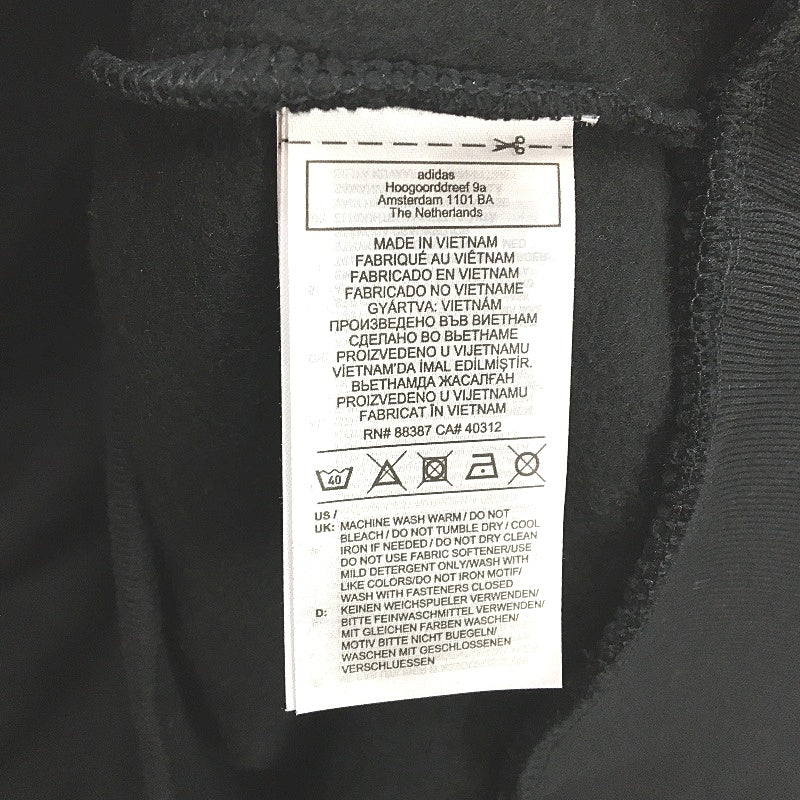 adidas
Hoogoorddreef 9a
Amsterdam 1101 BA
The Netherlands
MADE IN VIETNAM
FABRIQUÉ AU VIÊTNAM
FABRICADO EN VIETNAM
FABRICADO NO VIETNAME
GYÁRTVA: VIETNÁM
ПРОИЗВЕДЕНО ВЪВ ВИЕТНАМ
СДЕЛАНО ВО ВЬЕТНАМЕ
PROIZVEDENO U VIJETNAMU
VİETNAM'DA İMAL EDİLMİŞTİR.
ВЬЕТНАМДА ЖАСАЛҒАН
PROIZVEDENO U VIJETNAMU
FABRICAT ÎN VIETNAM
RN# 88387 CA# 40312
40
US /
UK: MACHINE WASH WARM / DO NOT
BLEACH / DO NOT TUMBLE DRY / COOL
IRON IF NEEDED / DO NOT DRY CLEAN
DO NOT USE FABRIC SOFTENER/USE
MILD DETERGENT ONLY/WASH WITH
LIKE COLORS/DO NOT IRON MOTIF/
WASH WITH FASTENERS CLOSED
D: KEINEN WEICHSPUELER VERWENDEN/
BITTE FEINWASCHMITTEL VERWENDEN/
MIT GLEICHEN FARBEN WASCHEN/
MOTIV BITTE NICHT BUEGELN/
WASCHEN MIT GESCHLOSSENEN
VERSCHLUESSEN